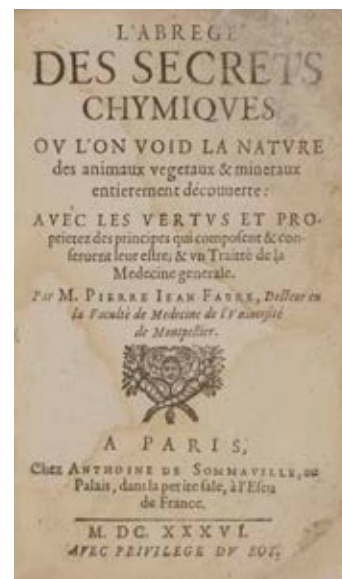 L'ABREGE'
DES SECRETS
CHYMIQVES
OV L'ON VOID LA NATVRE
des animaux vegetaux & mineraux
entierement découuerte:
AVEC LES VERTVS ET PRO-
prietez des principes qui composent & con-
seruent leur estre; & vn Traitté de la
Medecine generale.
Par M. PIERRE IEAN FABRE, Docteur en
la Faculté de Medecine de l'Vniuersité
de Montpellier.
A PARIS,
Chez ANTHOINE DE SOMMAVILLE, au
Palais, dans la petite sale, à l'Escu
de France.
M. DC. XXXVI.
AVEC PRIVILEGE DV ROY.